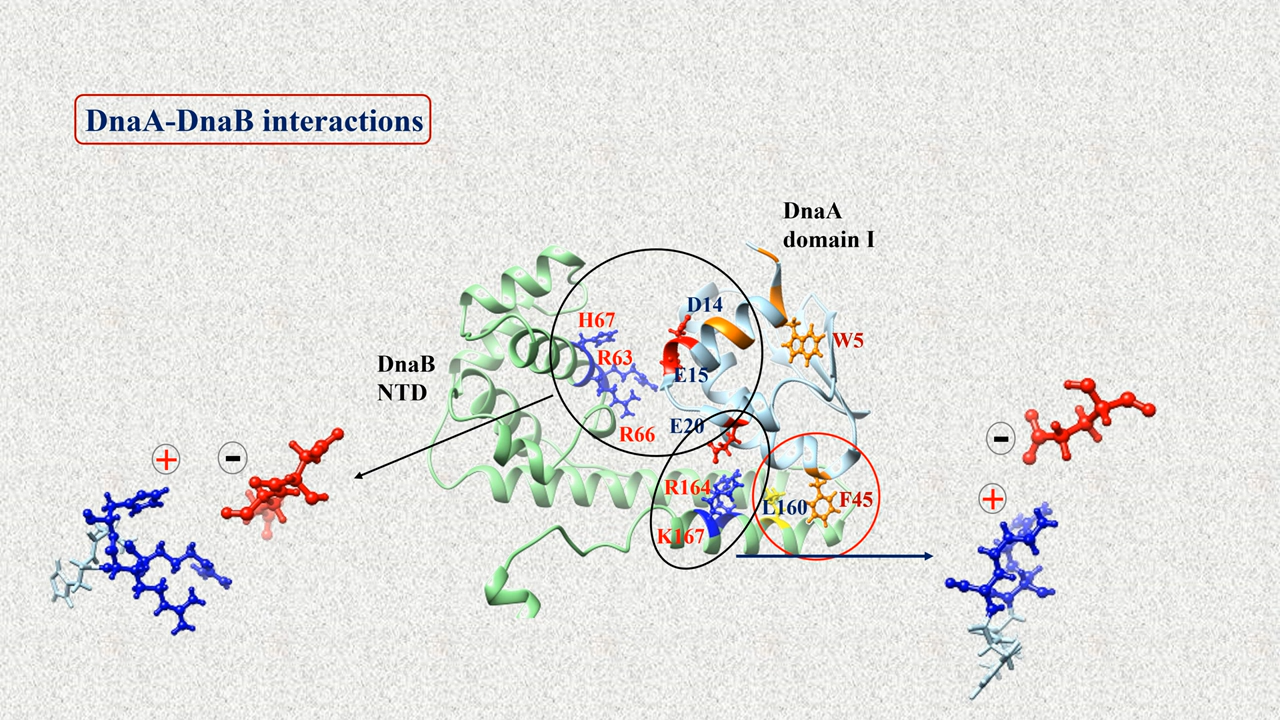 DnaA-DnaB interactions
DnaA
domain I
D14
H67
W5
R63
DnaB
NTD
E15
E20
R66
+
-
-
R164
L160
F45
+
K167